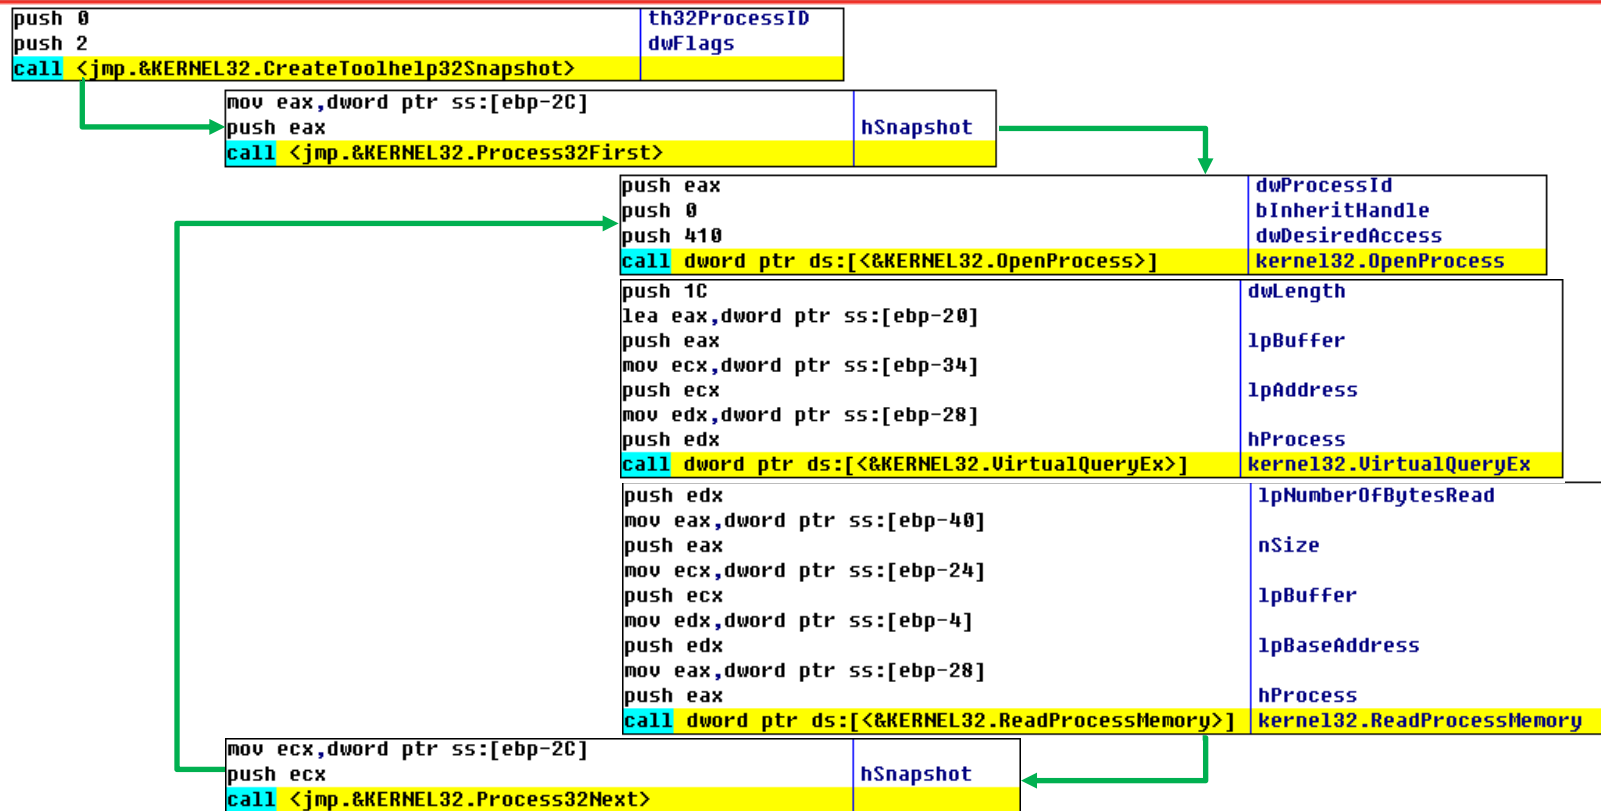 push 0 th32ProcessID
push 2 dwFlags
call <jmp.&KERNEL32.CreateToolhelp32Snapshot>
mov eax,dword ptr ss:[ebp-2C]
push eax hSnapshot
call <jmp.&KERNEL32.Process32First>
push eax dwProcessId
push 0 bInheritHandle
push 410 dwDesiredAccess
call dword ptr ds:[<&KERNEL32.OpenProcess>] kernel32.OpenProcess
push 1C dwLength
lea eax,dword ptr ss:[ebp-20]
push eax lpBuffer
mov ecx,dword ptr ss:[ebp-34]
push ecx lpAddress
mov edx,dword ptr ss:[ebp-28]
push edx hProcess
call dword ptr ds:[<&KERNEL32.VirtualQueryEx>] kernel32.VirtualQueryEx
push edx lpNumberOfBytesRead
mov eax,dword ptr ss:[ebp-40]
push eax nSize
mov ecx,dword ptr ss:[ebp-24]
push ecx lpBuffer
mov edx,dword ptr ss:[ebp-4]
push edx lpBaseAddress
mov eax,dword ptr ss:[ebp-28]
push eax hProcess
call dword ptr ds:[<&KERNEL32.ReadProcessMemory>] kernel32.ReadProcessMemory
mov ecx,dword ptr ss:[ebp-2C]
push ecx hSnapshot
call <jmp.&KERNEL32.Process32Next>